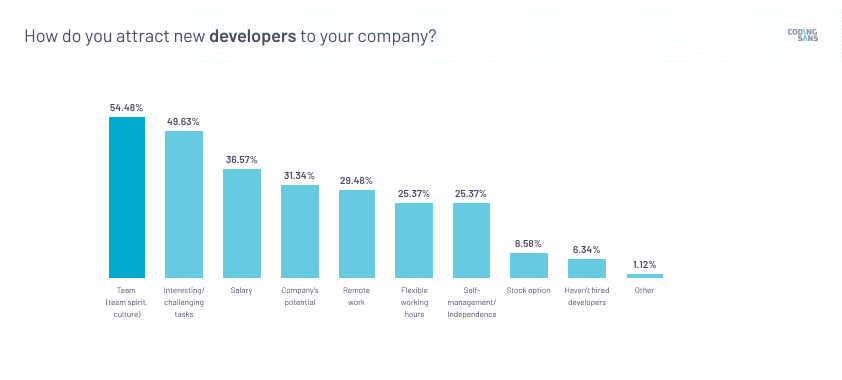 How do you attract new developers to your company?
CODING
SANS
54.48%
49.63%
36.57%
31.34%
29.48%
25.37%
25.37%
8.58%
6.34%
1.12%
Team
(team spirit,
culture)
Interesting/
challenging
tasks
Salary
Company's
potential
Remote
work
Flexible
working
hours
Self-
management/
Independence
Stock option
Haven't hired
developers
Other